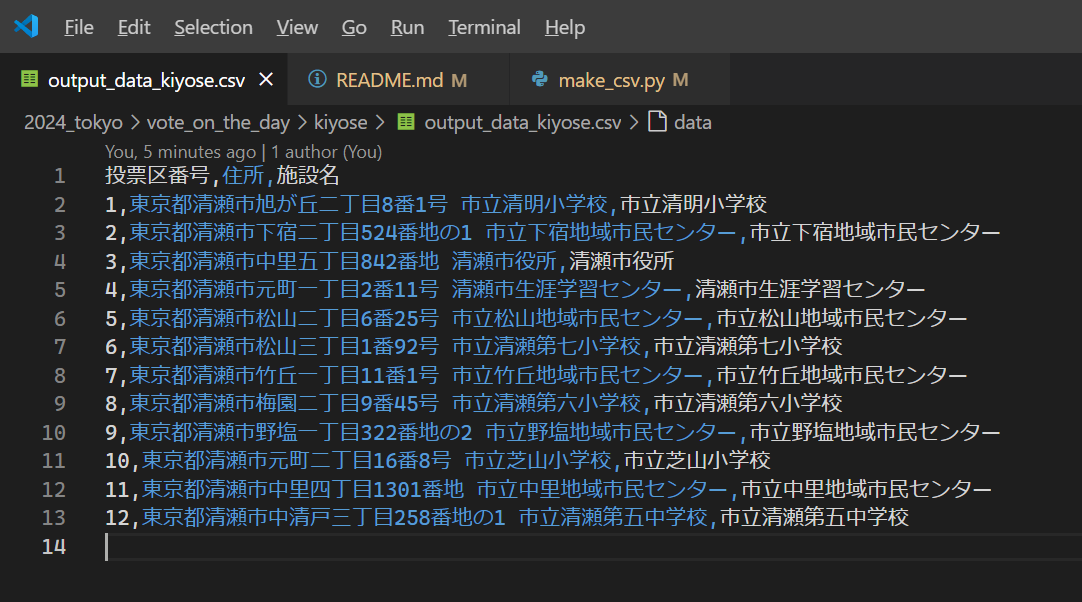 File Edit Selection View Go Run Terminal Help
output_data_kiyose.csv × README.md M make_csv.py M
2024_tokyo > vote_on_the_day > kiyose > output_data_kiyose.csv > data
You, 5 minutes ago | 1 author (You)
1 投票区番号,住所,施設名
2 1,東京都清瀬市旭が丘二丁目8番1号 市立清明小学校,市立清明小学校
3 2,東京都清瀬市下宿二丁目524番地の1 市立下宿地域市民センター,市立下宿地域市民センター
4 3,東京都清瀬市中里五丁目842番地 清瀬市役所,清瀬市役所
5 4,東京都清瀬市元町一丁目2番11号 清瀬市生涯学習センター,清瀬市生涯学習センター
6 5,東京都清瀬市松山二丁目6番25号 市立松山地域市民センター,市立松山地域市民センター
7 6,東京都清瀬市松山三丁目1番92号 市立清瀬第七小学校,市立清瀬第七小学校
8 7,東京都清瀬市竹丘一丁目11番1号 市立竹丘地域市民センター,市立竹丘地域市民センター
9 8,東京都清瀬市梅園二丁目9番45号 市立清瀬第六小学校,市立清瀬第六小学校
10 9,東京都清瀬市野塩一丁目322番地の2 市立野塩地域市民センター,市立野塩地域市民センター
11 10,東京都清瀬市元町二丁目16番8号 市立芝山小学校,市立芝山小学校
12 11,東京都清瀬市中里四丁目1301番地 市立中里地域市民センター,市立中里地域市民センター
13 12,東京都清瀬市中清戸三丁目258番地の1 市立清瀬第五中学校,市立清瀬第五中学校
14